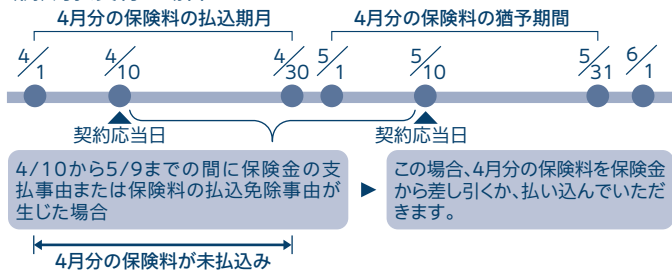 4月分の保険料の払込期月 4月分の保険料の猶予期間
4/1 4/10 4/30 5/1 5/10 5/31 6/1
契約応当日 契約応当日
4/10から5/9までの間に保険金の支
払事由または保険料の払込免除事由が
生じた場合
この場合、4月分の保険料を保険金
から差し引くか、払い込んでいただ
きます。
4月分の保険料が未払込み